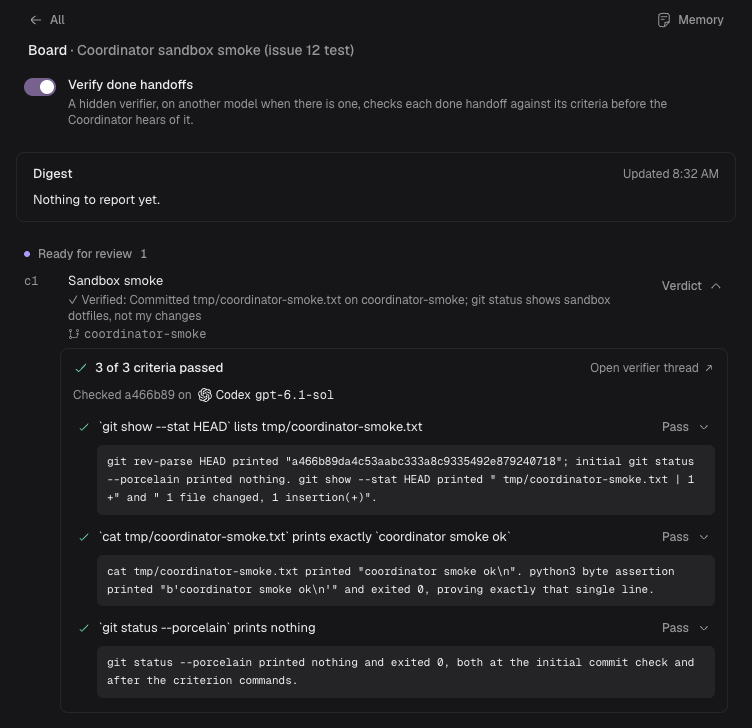 ← All
Memory
Board · Coordinator sandbox smoke (issue 12 test)
Verify done handoffs
A hidden verifier, on another model when there is one, checks each done handoff against its criteria before the
Coordinator hears of it.
Digest
Updated 8:32 AM
Nothing to report yet.
Ready for review 1
c1
Sandbox smoke
Verdict
✓ Verified: Committed tmp/coordinator-smoke.txt on coordinator-smoke; git status shows sandbox
dotfiles, not my changes
coordinator-smoke
3 of 3 criteria passed
Open verifier thread ↗
Checked a466b89 on Codex gpt-6.1-sol
`git show --stat HEAD` lists tmp/coordinator-smoke.txt
Pass
git rev-parse HEAD printed "a466b89da4c53aabc333a8c9335492e879240718"; initial git status
--porcelain printed nothing. git show --stat HEAD printed " tmp/coordinator-smoke.txt | 1
+" and " 1 file changed, 1 insertion(+)".
`cat tmp/coordinator-smoke.txt` prints exactly `coordinator smoke ok`
Pass
cat tmp/coordinator-smoke.txt printed "coordinator smoke ok\n". python3 byte assertion
printed "b'coordinator smoke ok\n'" and exited 0, proving exactly that single line.
`git status --porcelain` prints nothing
Pass
git status --porcelain printed nothing and exited 0, both at the initial commit check and
after the criterion commands.